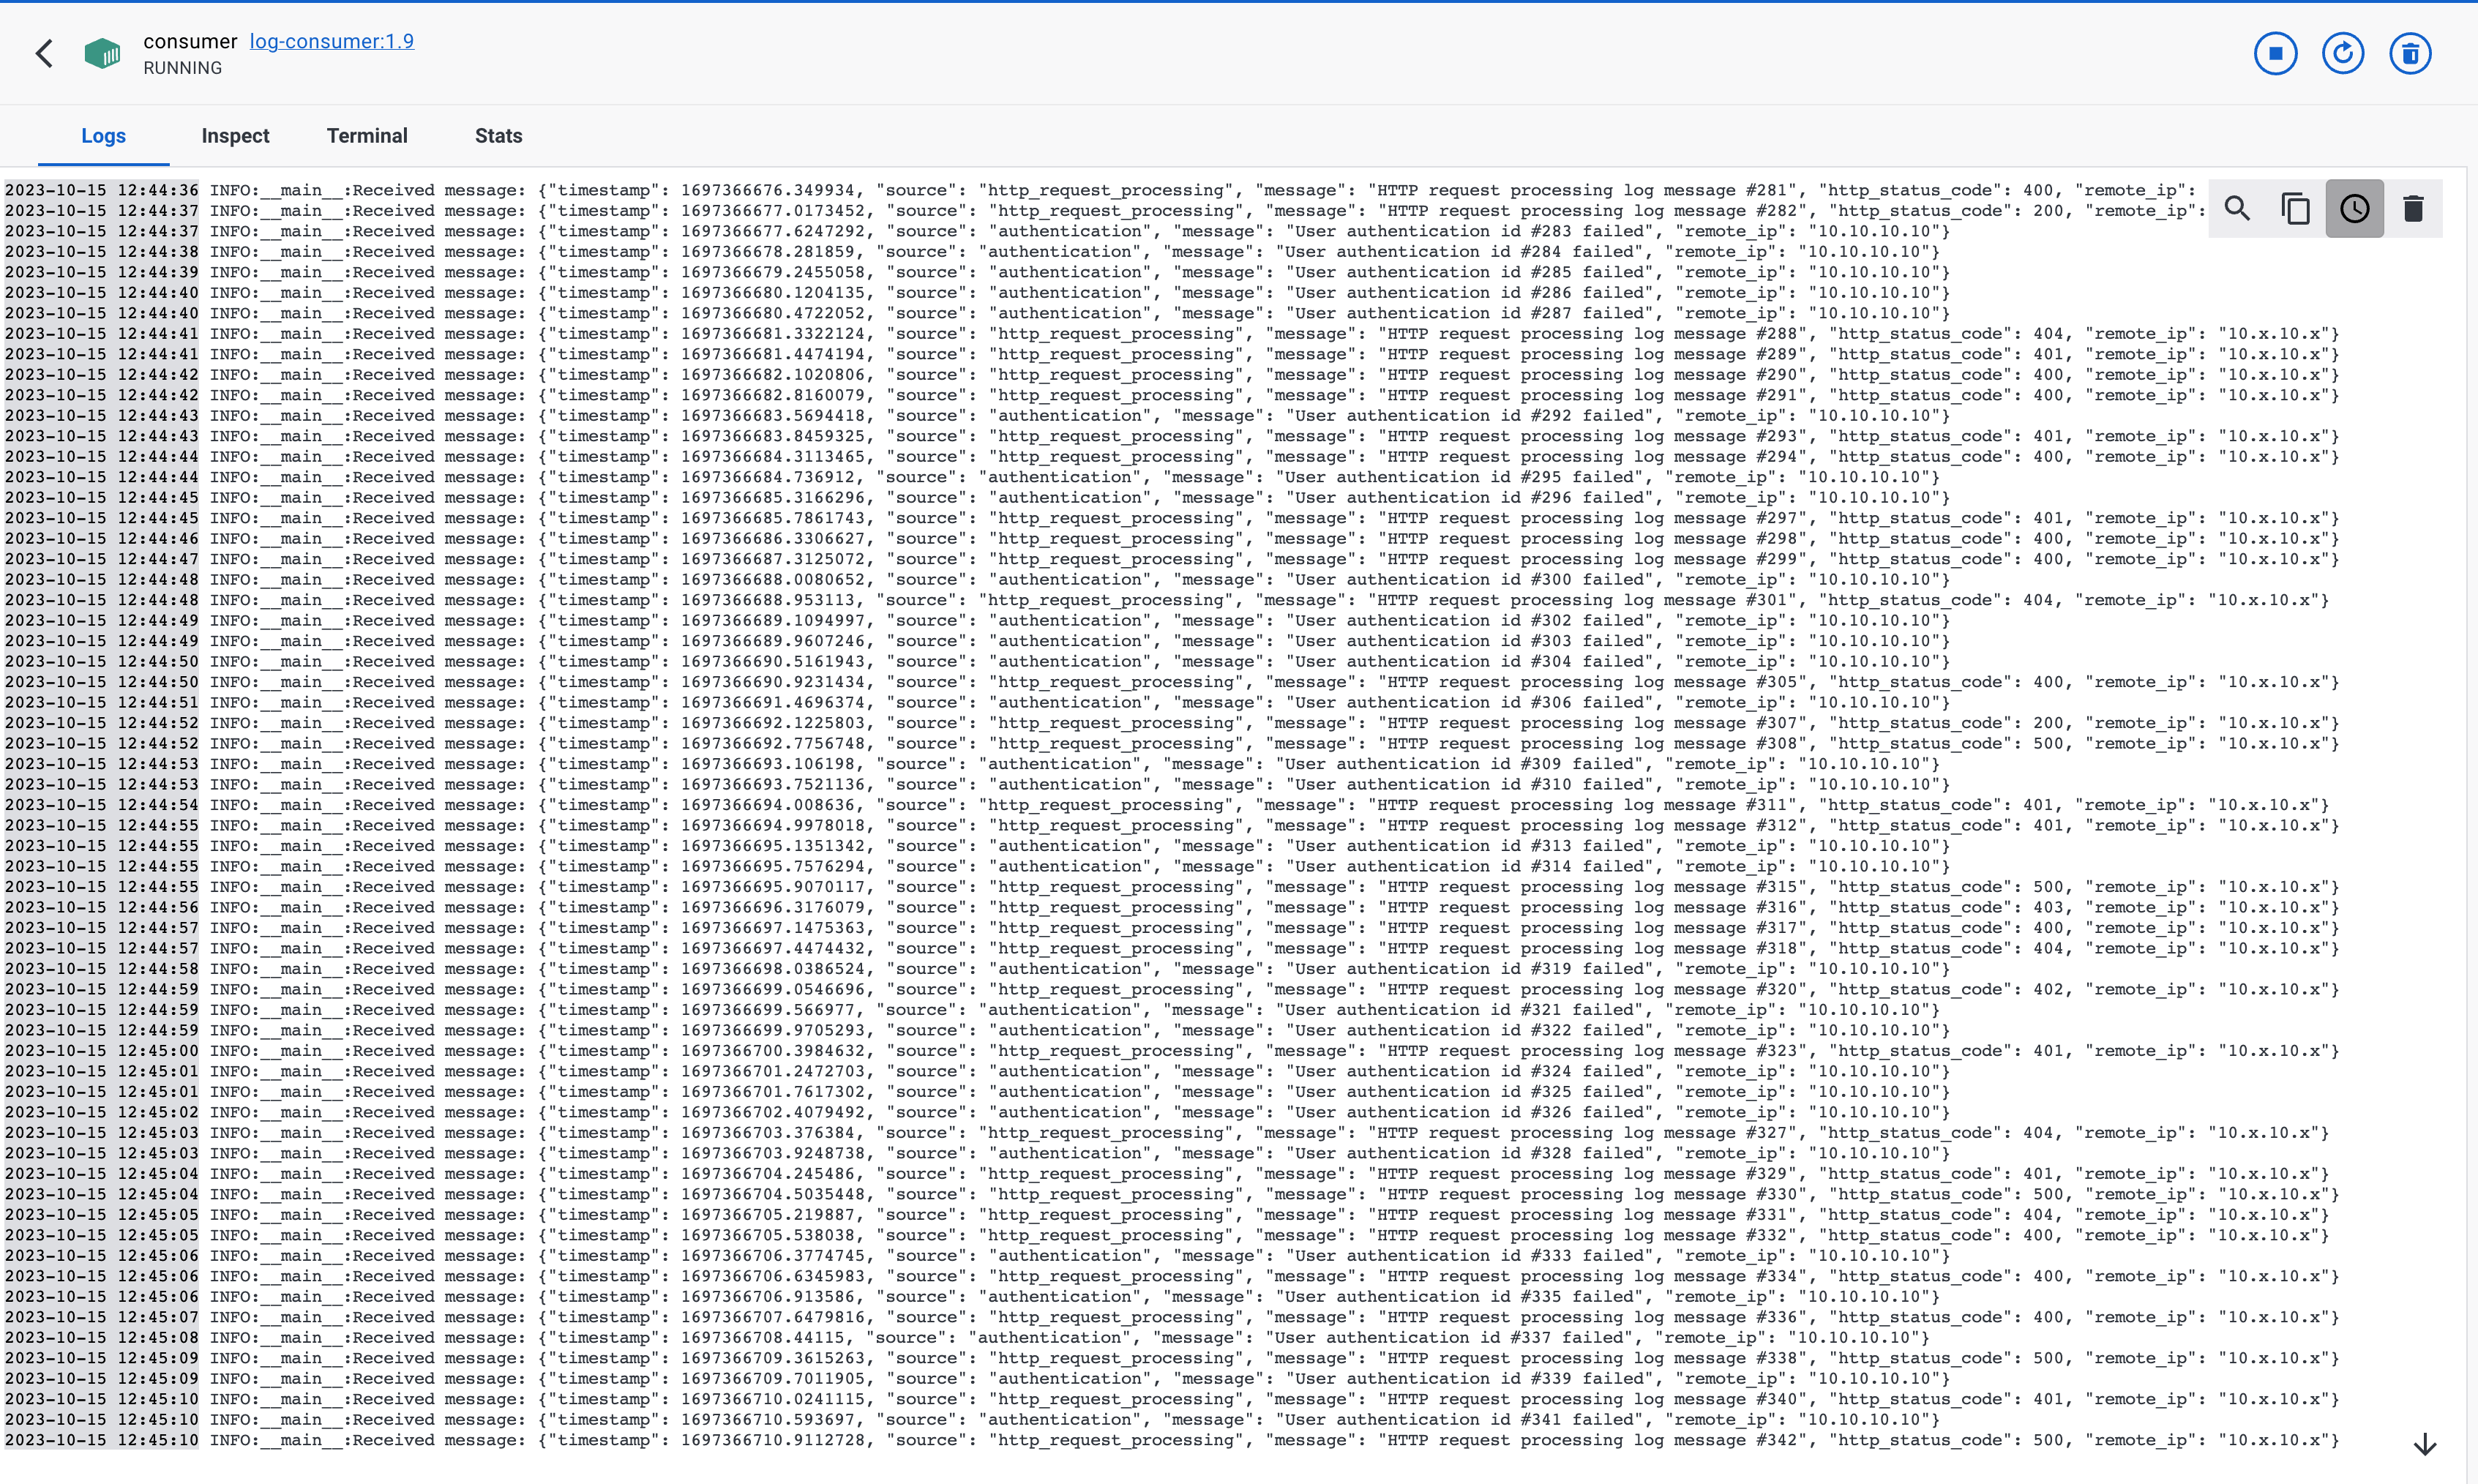 consumer log-consumer:1.9
RUNNING
Logs Inspect Terminal Stats
2023-10-15 12:44:36 INFO:__main__:Received message: {"timestamp": 1697366676.349934, "source": "http_request_processing", "message": "HTTP request processing log message #281", "http_status_code": 400, "remote_ip":
2023-10-15 12:44:37 INFO:__main__:Received message: {"timestamp": 1697366677.0173452, "source": "http_request_processing", "message": "HTTP request processing log message #282", "http_status_code": 200, "remote_ip":
2023-10-15 12:44:37 INFO:__main__:Received message: {"timestamp": 1697366677.6247292, "source": "authentication", "message": "User authentication id #283 failed", "remote_ip": "10.10.10.10"}
2023-10-15 12:44:38 INFO:__main__:Received message: {"timestamp": 1697366678.281859, "source": "authentication", "message": "User authentication id #284 failed", "remote_ip": "10.10.10.10"}
2023-10-15 12:44:39 INFO:__main__:Received message: {"timestamp": 1697366679.2455058, "source": "authentication", "message": "User authentication id #285 failed", "remote_ip": "10.10.10.10"}
2023-10-15 12:44:40 INFO:__main__:Received message: {"timestamp": 1697366680.1204135, "source": "authentication", "message": "User authentication id #286 failed", "remote_ip": "10.10.10.10"}
2023-10-15 12:44:40 INFO:__main__:Received message: {"timestamp": 1697366680.4722052, "source": "authentication", "message": "User authentication id #287 failed", "remote_ip": "10.10.10.10"}
2023-10-15 12:44:41 INFO:__main__:Received message: {"timestamp": 1697366681.3322124, "source": "http_request_processing", "message": "HTTP request processing log message #288", "http_status_code": 404, "remote_ip": "10.x.10.x"}
2023-10-15 12:44:41 INFO:__main__:Received message: {"timestamp": 1697366681.4474194, "source": "http_request_processing", "message": "HTTP request processing log message #289", "http_status_code": 401, "remote_ip": "10.x.10.x"}
2023-10-15 12:44:42 INFO:__main__:Received message: {"timestamp": 1697366682.1020806, "source": "http_request_processing", "message": "HTTP request processing log message #290", "http_status_code": 400, "remote_ip": "10.x.10.x"}
2023-10-15 12:44:42 INFO:__main__:Received message: {"timestamp": 1697366682.8160079, "source": "http_request_processing", "message": "HTTP request processing log message #291", "http_status_code": 400, "remote_ip": "10.x.10.x"}
2023-10-15 12:44:43 INFO:__main__:Received message: {"timestamp": 1697366683.5694418, "source": "authentication", "message": "User authentication id #292 failed", "remote_ip": "10.10.10.10"}
2023-10-15 12:44:43 INFO:__main__:Received message: {"timestamp": 1697366683.8459325, "source": "http_request_processing", "message": "HTTP request processing log message #293", "http_status_code": 401, "remote_ip": "10.x.10.x"}
2023-10-15 12:44:44 INFO:__main__:Received message: {"timestamp": 1697366684.3113465, "source": "http_request_processing", "message": "HTTP request processing log message #294", "http_status_code": 400, "remote_ip": "10.x.10.x"}
2023-10-15 12:44:44 INFO:__main__:Received message: {"timestamp": 1697366684.736912, "source": "authentication", "message": "User authentication id #295 failed", "remote_ip": "10.10.10.10"}
2023-10-15 12:44:45 INFO:__main__:Received message: {"timestamp": 1697366685.3166296, "source": "authentication", "message": "User authentication id #296 failed", "remote_ip": "10.10.10.10"}
2023-10-15 12:44:45 INFO:__main__:Received message: {"timestamp": 1697366685.7861743, "source": "http_request_processing", "message": "HTTP request processing log message #297", "http_status_code": 401, "remote_ip": "10.x.10.x"}
2023-10-15 12:44:46 INFO:__main__:Received message: {"timestamp": 1697366686.3306627, "source": "http_request_processing", "message": "HTTP request processing log message #298", "http_status_code": 400, "remote_ip": "10.x.10.x"}
2023-10-15 12:44:47 INFO:__main__:Received message: {"timestamp": 1697366687.3125072, "source": "http_request_processing", "message": "HTTP request processing log message #299", "http_status_code": 400, "remote_ip": "10.x.10.x"}
2023-10-15 12:44:48 INFO:__main__:Received message: {"timestamp": 1697366688.0080652, "source": "authentication", "message": "User authentication id #300 failed", "remote_ip": "10.10.10.10"}
2023-10-15 12:44:48 INFO:__main__:Received message: {"timestamp": 1697366688.953113, "source": "http_request_processing", "message": "HTTP request processing log message #301", "http_status_code": 404, "remote_ip": "10.x.10.x"}
2023-10-15 12:44:49 INFO:__main__:Received message: {"timestamp": 1697366689.1094997, "source": "authentication", "message": "User authentication id #302 failed", "remote_ip": "10.10.10.10"}
2023-10-15 12:44:49 INFO:__main__:Received message: {"timestamp": 1697366689.9607246, "source": "authentication", "message": "User authentication id #303 failed", "remote_ip": "10.10.10.10"}
2023-10-15 12:44:50 INFO:__main__:Received message: {"timestamp": 1697366690.5161943, "source": "authentication", "message": "User authentication id #304 failed", "remote_ip": "10.10.10.10"}
2023-10-15 12:44:50 INFO:__main__:Received message: {"timestamp": 1697366690.9231434, "source": "http_request_processing", "message": "HTTP request processing log message #305", "http_status_code": 400, "remote_ip": "10.x.10.x"}
2023-10-15 12:44:51 INFO:__main__:Received message: {"timestamp": 1697366691.4696374, "source": "authentication", "message": "User authentication id #306 failed", "remote_ip": "10.10.10.10"}
2023-10-15 12:44:52 INFO:__main__:Received message: {"timestamp": 1697366692.1225803, "source": "http_request_processing", "message": "HTTP request processing log message #307", "http_status_code": 200, "remote_ip": "10.x.10.x"}
2023-10-15 12:44:52 INFO:__main__:Received message: {"timestamp": 1697366692.7756748, "source": "http_request_processing", "message": "HTTP request processing log message #308", "http_status_code": 500, "remote_ip": "10.x.10.x"}
2023-10-15 12:44:53 INFO:__main__:Received message: {"timestamp": 1697366693.106198, "source": "authentication", "message": "User authentication id #309 failed", "remote_ip": "10.10.10.10"}
2023-10-15 12:44:53 INFO:__main__:Received message: {"timestamp": 1697366693.7521136, "source": "authentication", "message": "User authentication id #310 failed", "remote_ip": "10.10.10.10"}
2023-10-15 12:44:54 INFO:__main__:Received message: {"timestamp": 1697366694.008636, "source": "http_request_processing", "message": "HTTP request processing log message #311", "http_status_code": 401, "remote_ip": "10.x.10.x"}
2023-10-15 12:44:55 INFO:__main__:Received message: {"timestamp": 1697366694.9978018, "source": "http_request_processing", "message": "HTTP request processing log message #312", "http_status_code": 401, "remote_ip": "10.x.10.x"}
2023-10-15 12:44:55 INFO:__main__:Received message: {"timestamp": 1697366695.1351342, "source": "authentication", "message": "User authentication id #313 failed", "remote_ip": "10.10.10.10"}
2023-10-15 12:44:55 INFO:__main__:Received message: {"timestamp": 1697366695.7576294, "source": "authentication", "message": "User authentication id #314 failed", "remote_ip": "10.10.10.10"}
2023-10-15 12:44:55 INFO:__main__:Received message: {"timestamp": 1697366695.9070117, "source": "http_request_processing", "message": "HTTP request processing log message #315", "http_status_code": 500, "remote_ip": "10.x.10.x"}
2023-10-15 12:44:56 INFO:__main__:Received message: {"timestamp": 1697366696.3176079, "source": "http_request_processing", "message": "HTTP request processing log message #316", "http_status_code": 403, "remote_ip": "10.x.10.x"}
2023-10-15 12:44:57 INFO:__main__:Received message: {"timestamp": 1697366697.1475363, "source": "http_request_processing", "message": "HTTP request processing log message #317", "http_status_code": 400, "remote_ip": "10.x.10.x"}
2023-10-15 12:44:57 INFO:__main__:Received message: {"timestamp": 1697366697.4474432, "source": "http_request_processing", "message": "HTTP request processing log message #318", "http_status_code": 404, "remote_ip": "10.x.10.x"}
2023-10-15 12:44:58 INFO:__main__:Received message: {"timestamp": 1697366698.0386524, "source": "authentication", "message": "User authentication id #319 failed", "remote_ip": "10.10.10.10"}
2023-10-15 12:44:59 INFO:__main__:Received message: {"timestamp": 1697366699.0546696, "source": "http_request_processing", "message": "HTTP request processing log message #320", "http_status_code": 402, "remote_ip": "10.x.10.x"}
2023-10-15 12:44:59 INFO:__main__:Received message: {"timestamp": 1697366699.566977, "source": "authentication", "message": "User authentication id #321 failed", "remote_ip": "10.10.10.10"}
2023-10-15 12:44:59 INFO:__main__:Received message: {"timestamp": 1697366699.9705293, "source": "authentication", "message": "User authentication id #322 failed", "remote_ip": "10.10.10.10"}
2023-10-15 12:45:00 INFO:__main__:Received message: {"timestamp": 1697366700.3984632, "source": "http_request_processing", "message": "HTTP request processing log message #323", "http_status_code": 401, "remote_ip": "10.x.10.x"}
2023-10-15 12:45:01 INFO:__main__:Received message: {"timestamp": 1697366701.2472703, "source": "authentication", "message": "User authentication id #324 failed", "remote_ip": "10.10.10.10"}
2023-10-15 12:45:01 INFO:__main__:Received message: {"timestamp": 1697366701.7617302, "source": "authentication", "message": "User authentication id #325 failed", "remote_ip": "10.10.10.10"}
2023-10-15 12:45:02 INFO:__main__:Received message: {"timestamp": 1697366702.4079492, "source": "authentication", "message": "User authentication id #326 failed", "remote_ip": "10.10.10.10"}
2023-10-15 12:45:03 INFO:__main__:Received message: {"timestamp": 1697366703.376384, "source": "http_request_processing", "message": "HTTP request processing log message #327", "http_status_code": 404, "remote_ip": "10.x.10.x"}
2023-10-15 12:45:03 INFO:__main__:Received message: {"timestamp": 1697366703.9248738, "source": "authentication", "message": "User authentication id #328 failed", "remote_ip": "10.10.10.10"}
2023-10-15 12:45:04 INFO:__main__:Received message: {"timestamp": 1697366704.245486, "source": "http_request_processing", "message": "HTTP request processing log message #329", "http_status_code": 401, "remote_ip": "10.x.10.x"}
2023-10-15 12:45:04 INFO:__main__:Received message: {"timestamp": 1697366704.5035448, "source": "http_request_processing", "message": "HTTP request processing log message #330", "http_status_code": 500, "remote_ip": "10.x.10.x"}
2023-10-15 12:45:05 INFO:__main__:Received message: {"timestamp": 1697366705.219887, "source": "http_request_processing", "message": "HTTP request processing log message #331", "http_status_code": 404, "remote_ip": "10.x.10.x"}
2023-10-15 12:45:05 INFO:__main__:Received message: {"timestamp": 1697366705.538038, "source": "http_request_processing", "message": "HTTP request processing log message #332", "http_status_code": 400, "remote_ip": "10.x.10.x"}
2023-10-15 12:45:06 INFO:__main__:Received message: {"timestamp": 1697366706.3774745, "source": "authentication", "message": "User authentication id #333 failed", "remote_ip": "10.10.10.10"}
2023-10-15 12:45:06 INFO:__main__:Received message: {"timestamp": 1697366706.6345983, "source": "http_request_processing", "message": "HTTP request processing log message #334", "http_status_code": 400, "remote_ip": "10.x.10.x"}
2023-10-15 12:45:06 INFO:__main__:Received message: {"timestamp": 1697366706.913586, "source": "authentication", "message": "User authentication id #335 failed", "remote_ip": "10.10.10.10"}
2023-10-15 12:45:07 INFO:__main__:Received message: {"timestamp": 1697366707.6479816, "source": "http_request_processing", "message": "HTTP request processing log message #336", "http_status_code": 400, "remote_ip": "10.x.10.x"}
2023-10-15 12:45:08 INFO:__main__:Received message: {"timestamp": 1697366708.44115, "source": "authentication", "message": "User authentication id #337 failed", "remote_ip": "10.10.10.10"}
2023-10-15 12:45:09 INFO:__main__:Received message: {"timestamp": 1697366709.3615263, "source": "http_request_processing", "message": "HTTP request processing log message #338", "http_status_code": 500, "remote_ip": "10.x.10.x"}
2023-10-15 12:45:09 INFO:__main__:Received message: {"timestamp": 1697366709.7011905, "source": "authentication", "message": "User authentication id #339 failed", "remote_ip": "10.10.10.10"}
2023-10-15 12:45:10 INFO:__main__:Received message: {"timestamp": 1697366710.0241115, "source": "http_request_processing", "message": "HTTP request processing log message #340", "http_status_code": 401, "remote_ip": "10.x.10.x"}
2023-10-15 12:45:10 INFO:__main__:Received message: {"timestamp": 1697366710.593697, "source": "authentication", "message": "User authentication id #341 failed", "remote_ip": "10.10.10.10"}
2023-10-15 12:45:10 INFO:__main__:Received message: {"timestamp": 1697366710.9112728, "source": "http_request_processing", "message": "HTTP request processing log message #342", "http_status_code": 500, "remote_ip": "10.x.10.x"}